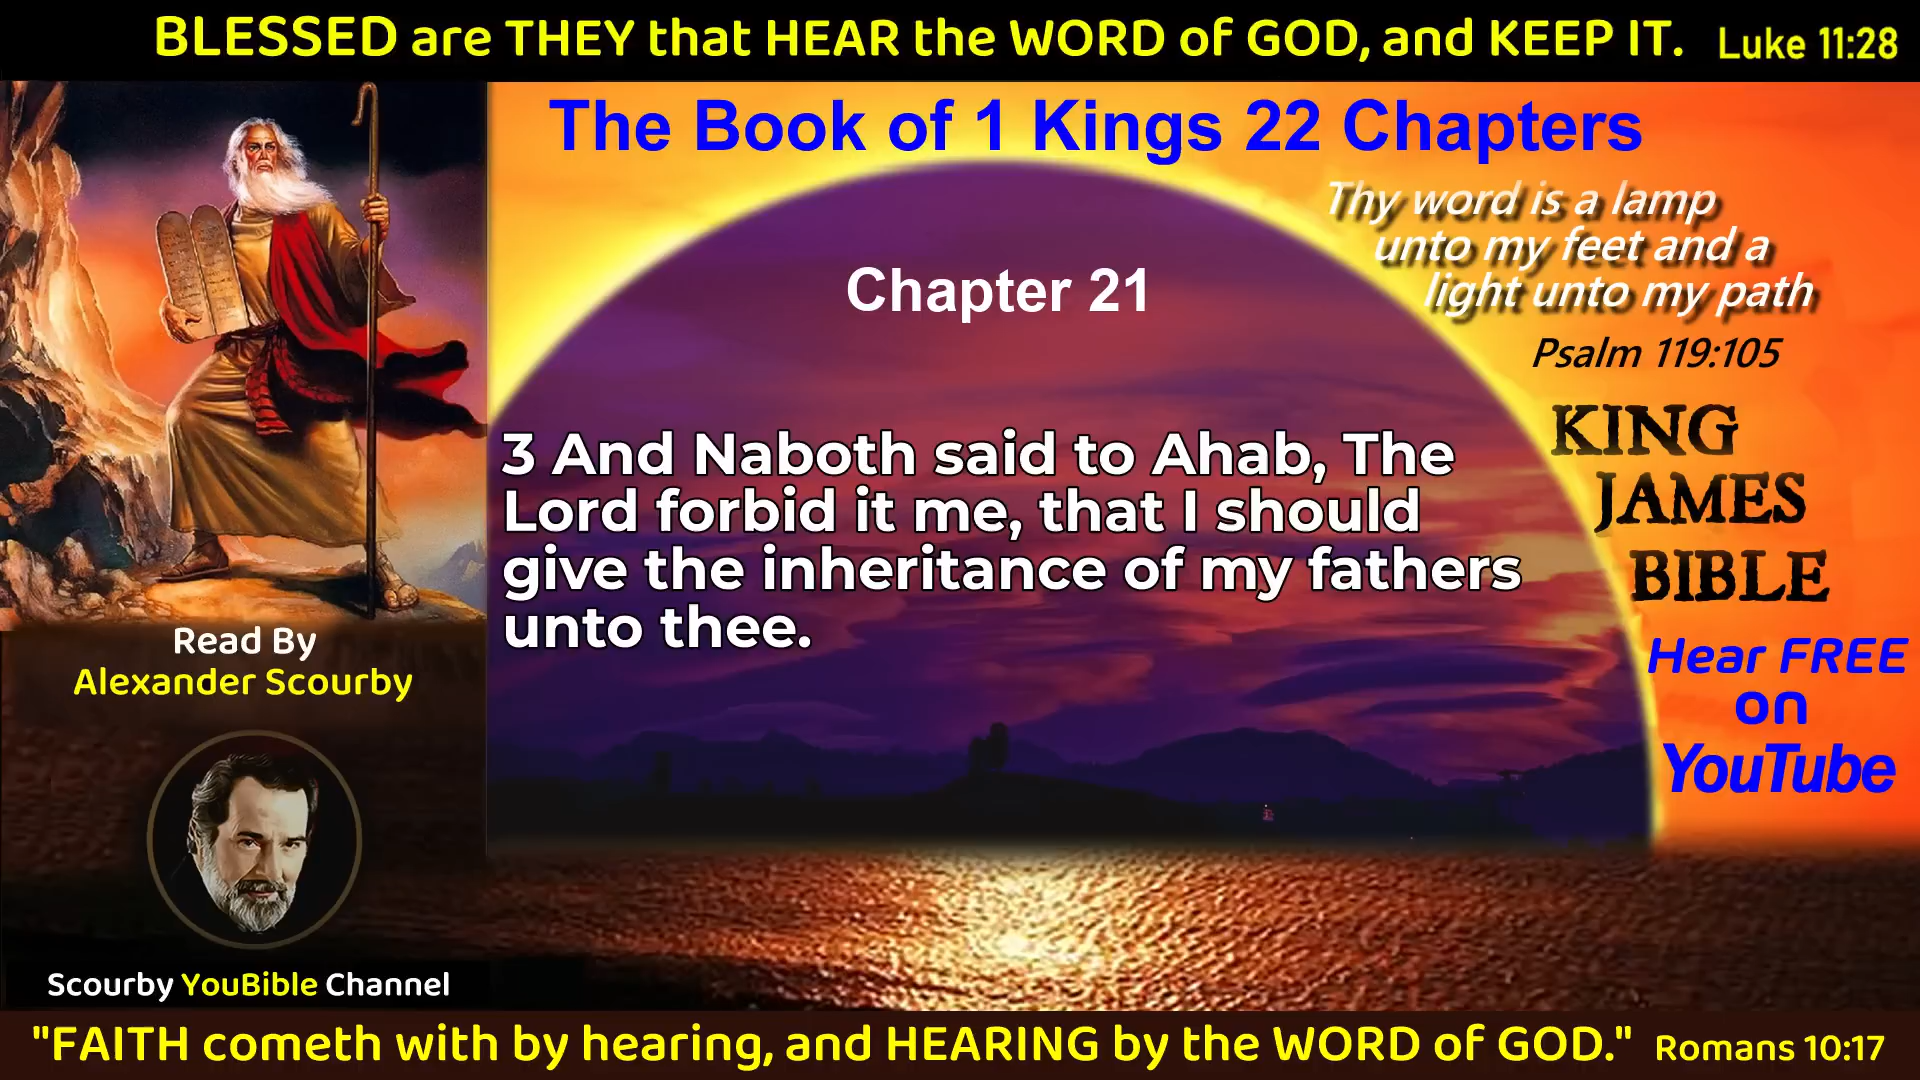 BLESSED are THEY that HEAR the WORD of GOD, and KEEP IT. Luke 11:28
The Book of 1 Kings 22 Chapters
Thy word is a lamp
unto my feet and a
light unto my path
Psalm 119:105
Chapter 21
KING
JAMES
BIBLE
3 And Naboth said to Ahab, The
Lord forbid it me, that I should
give the inheritance of my fathers
unto thee.
Hear FREE
on
YouTube
Read By
Alexander Scourby
Scourby YouBible Channel
"FAITH cometh with by hearing, and HEARING by the WORD of GOD." Romans 10:17